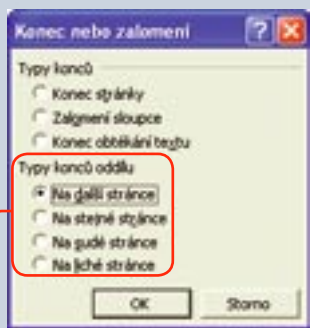 Konec nebo zalomení
Typy konců
Konec stránky
Zalomení sloupce
Konec obtékání textu
Typy konců oddílu
Na další stránce
Na stejné stránce
Na sudé stránce
Na liché stránce
OK Storno